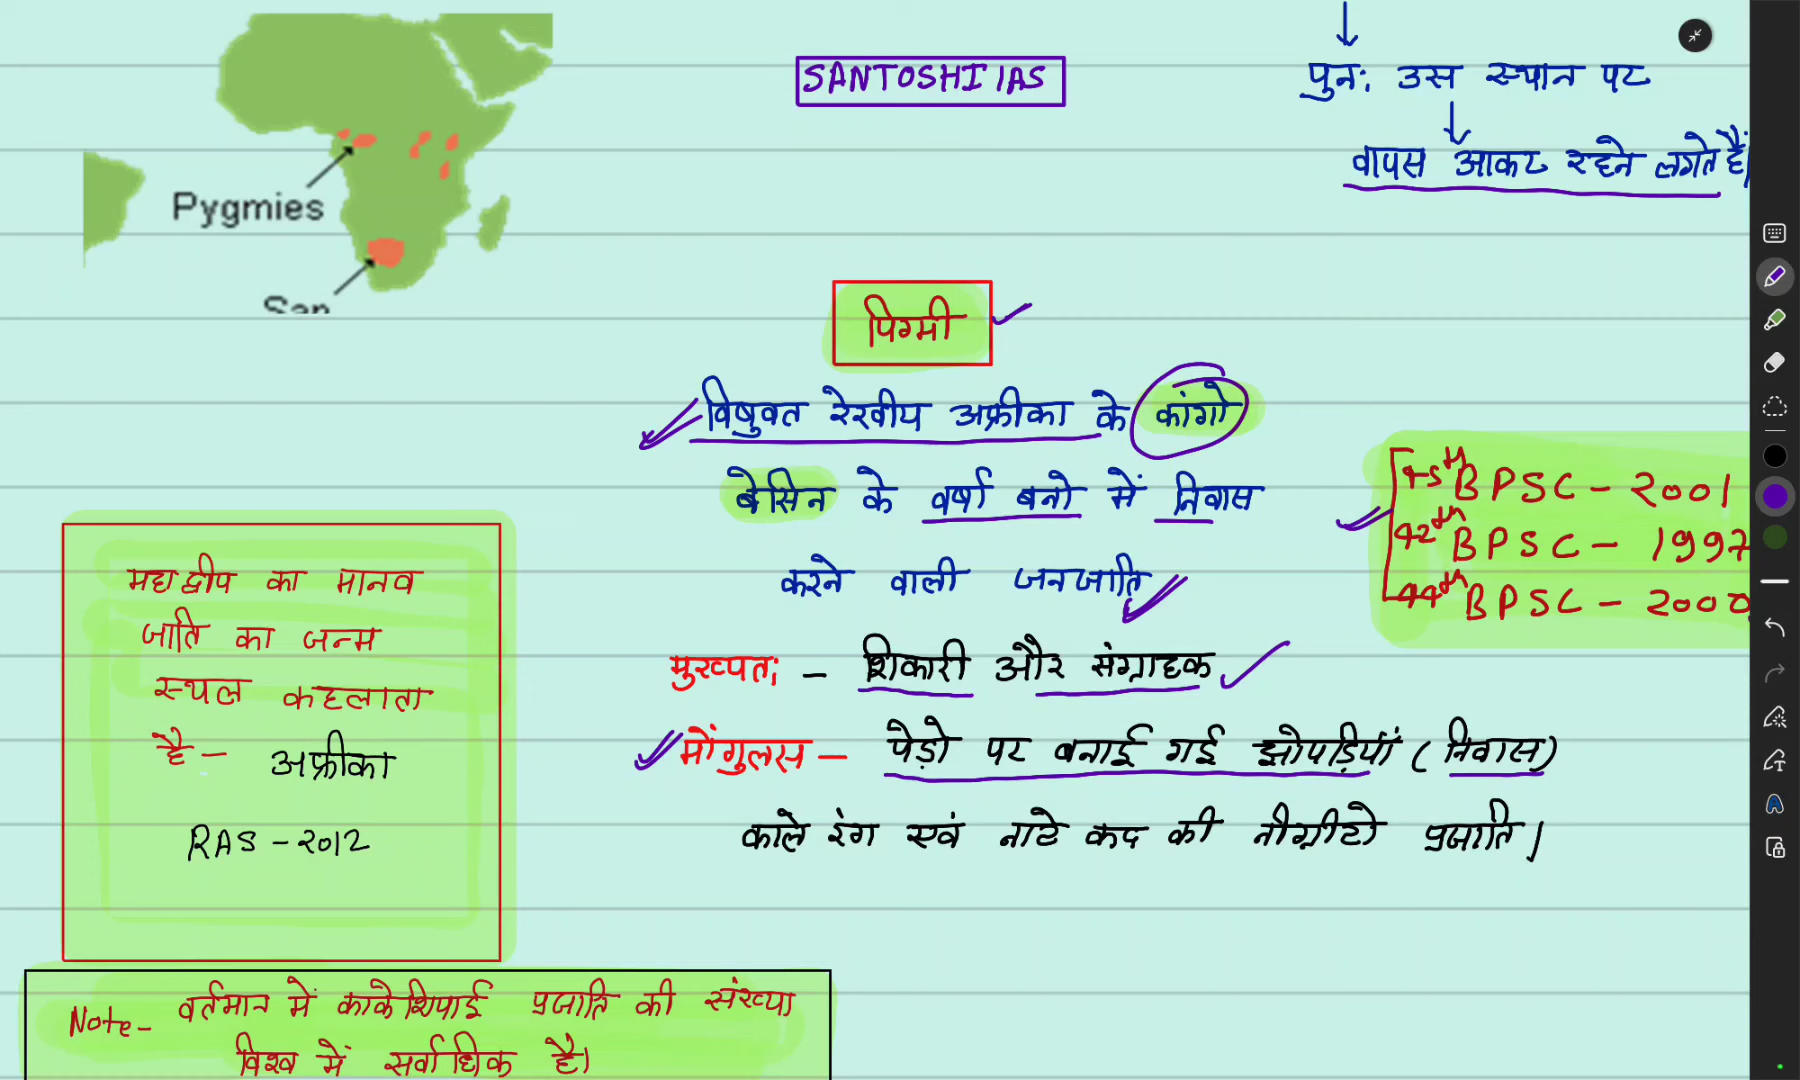 SANTOSHI IAS
पुन: उस स्थान पर
वापस आकर रहने लगते हैं।
Pygmies
San
पिग्मी
विषुवत रेखीय अफ्रीका के कांगो
बेसिन के वर्षा बनो में निवास
करने वाली जनजाति
मुख्यत: – शिकारी और संग्राहक
मोंगुलस – पेड़ो पर बनाई गई झोपड़ियाँ (निवास)
काले रंग एवं नाटे कद की नीग्रीटो प्रजाति।
BPSC – 2001
42th BPSC – 1997
44th BPSC – 2000
महाद्वीप का मानव
जाति का जन्म
स्थल कहलाता
है – अफ्रीका
RAS – 2012
Note – वर्तमान में काकेशिपाई प्रजाति की संख्या
विश्व में सर्वाधिक है।